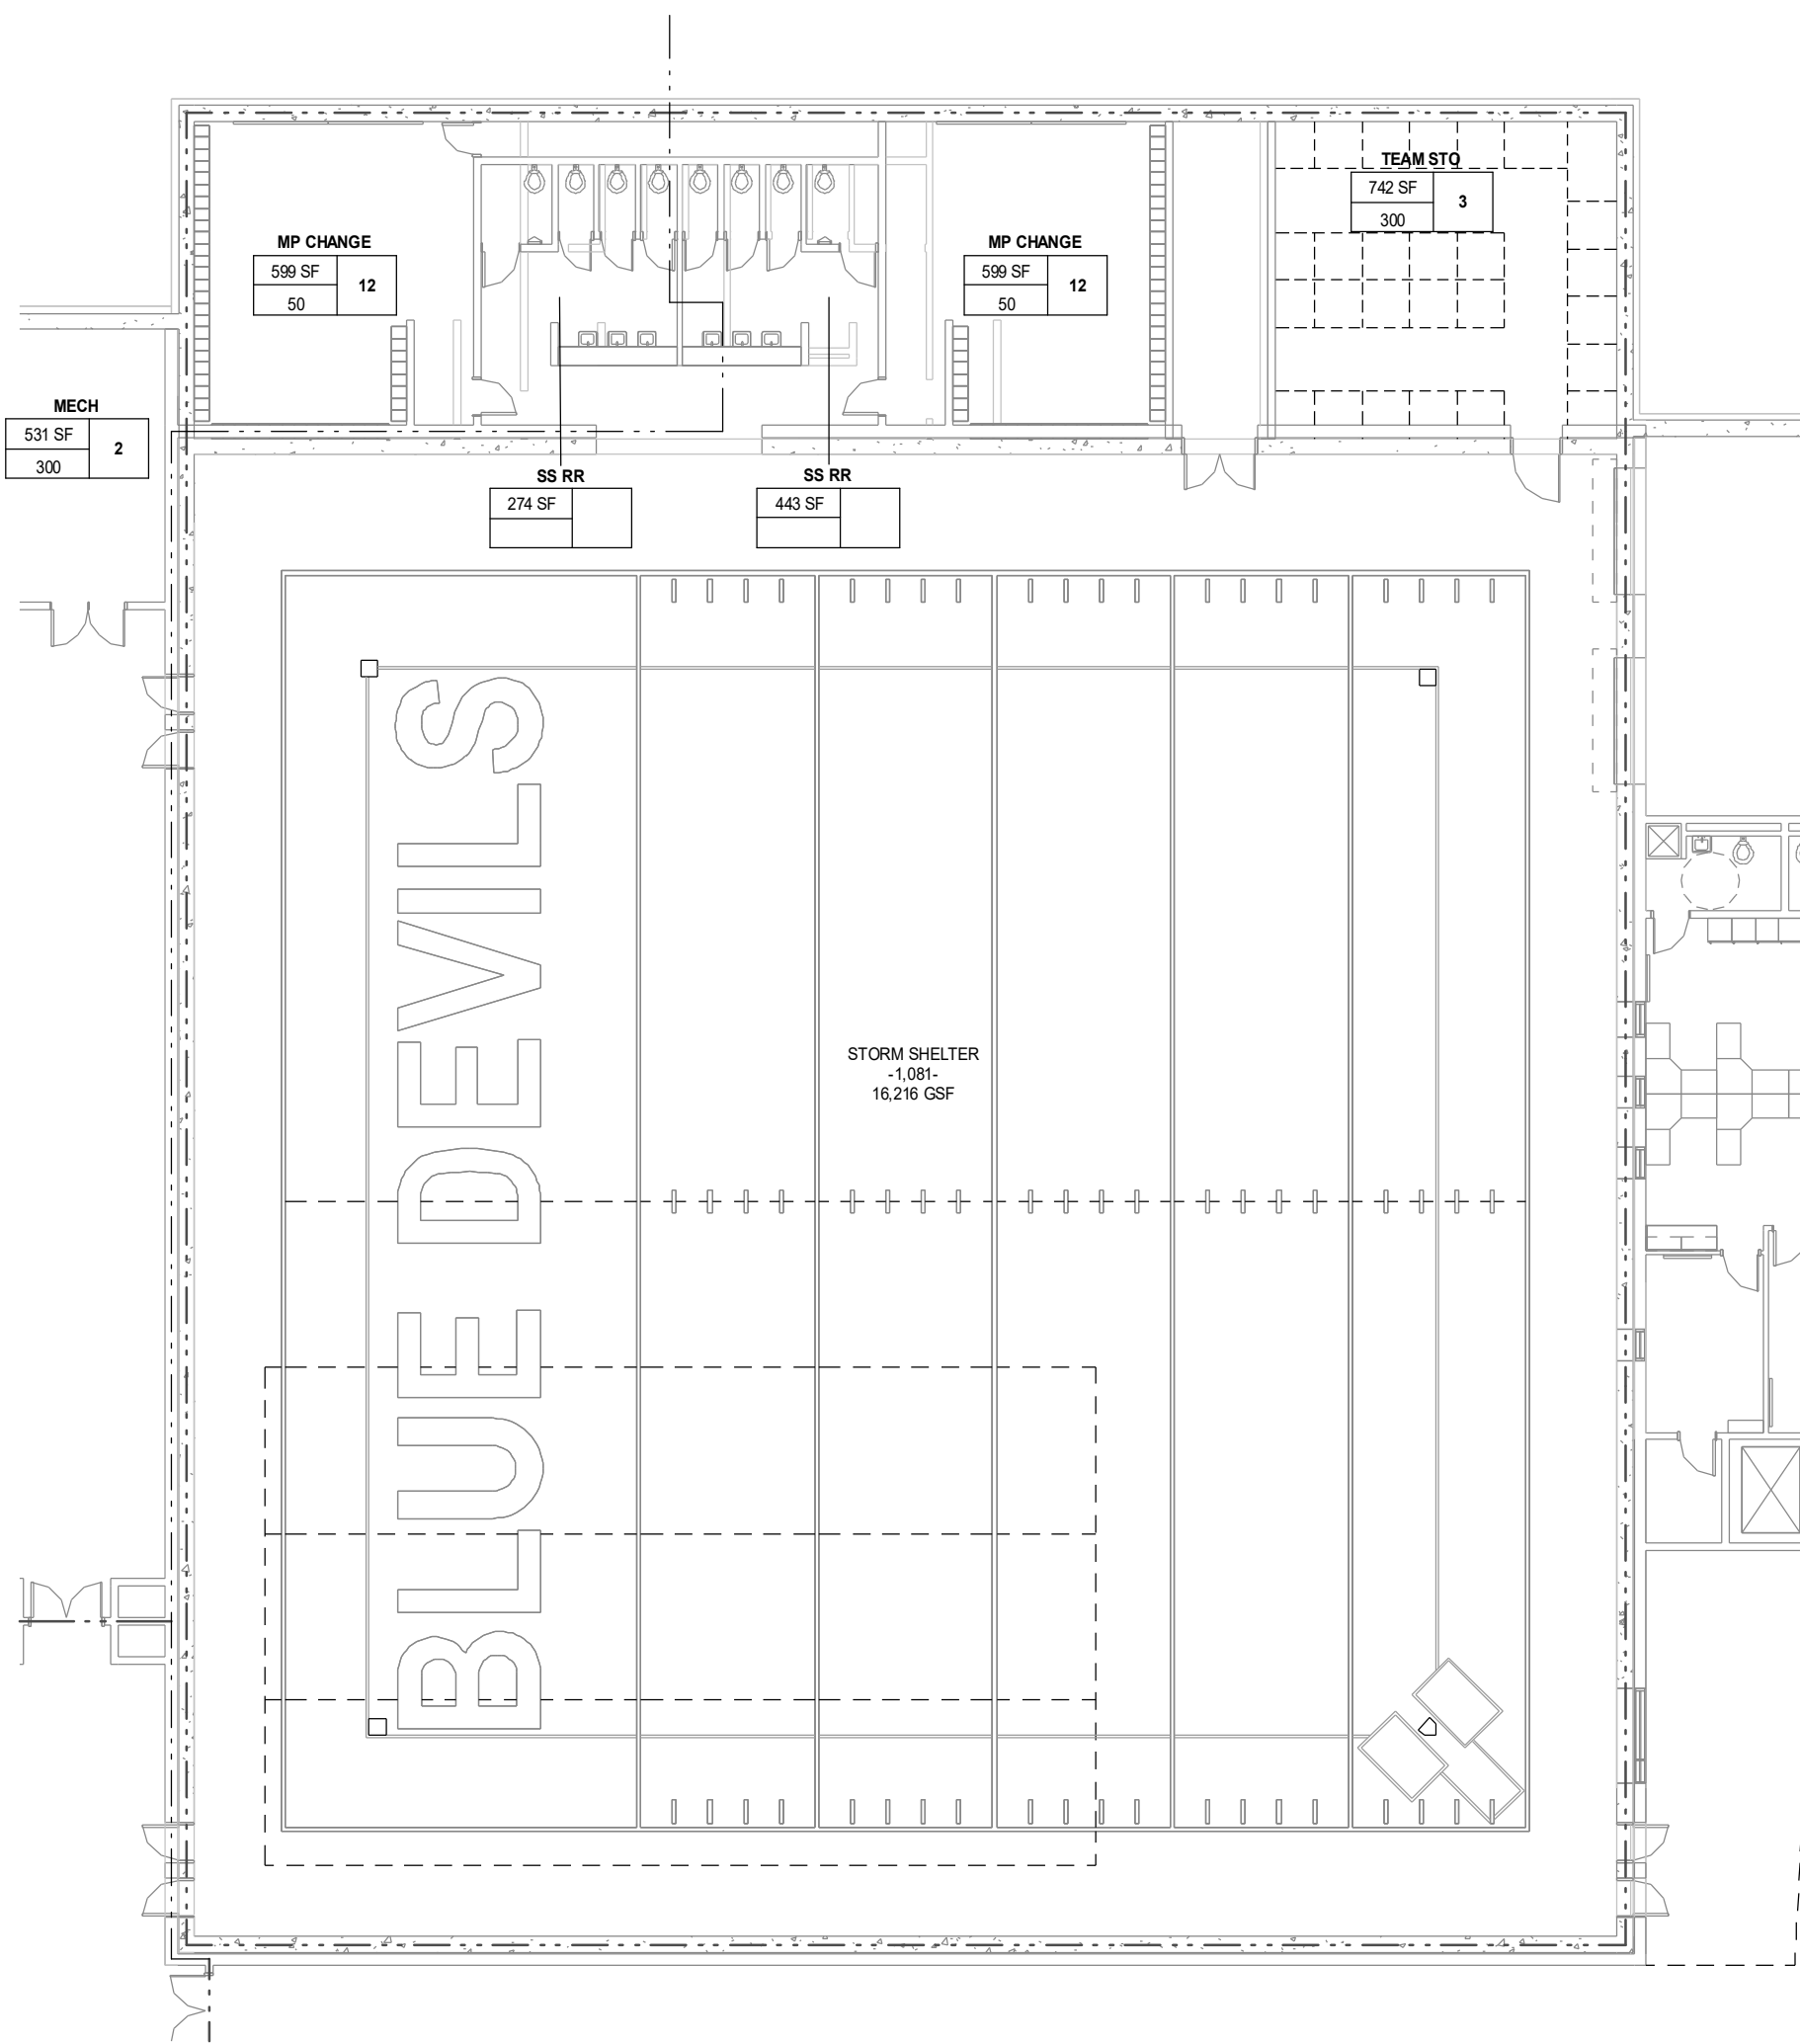 TEAM STO
742 SF
3
300
MP CHANGE
599 SF
12
50
MP CHANGE
599 SF
12
50
MECH
531 SF
2
300
SS RR
274 SF
SS RR
443 SF
BLUE DEVILS
STORM SHELTER
-1,081-
16,216 GSF